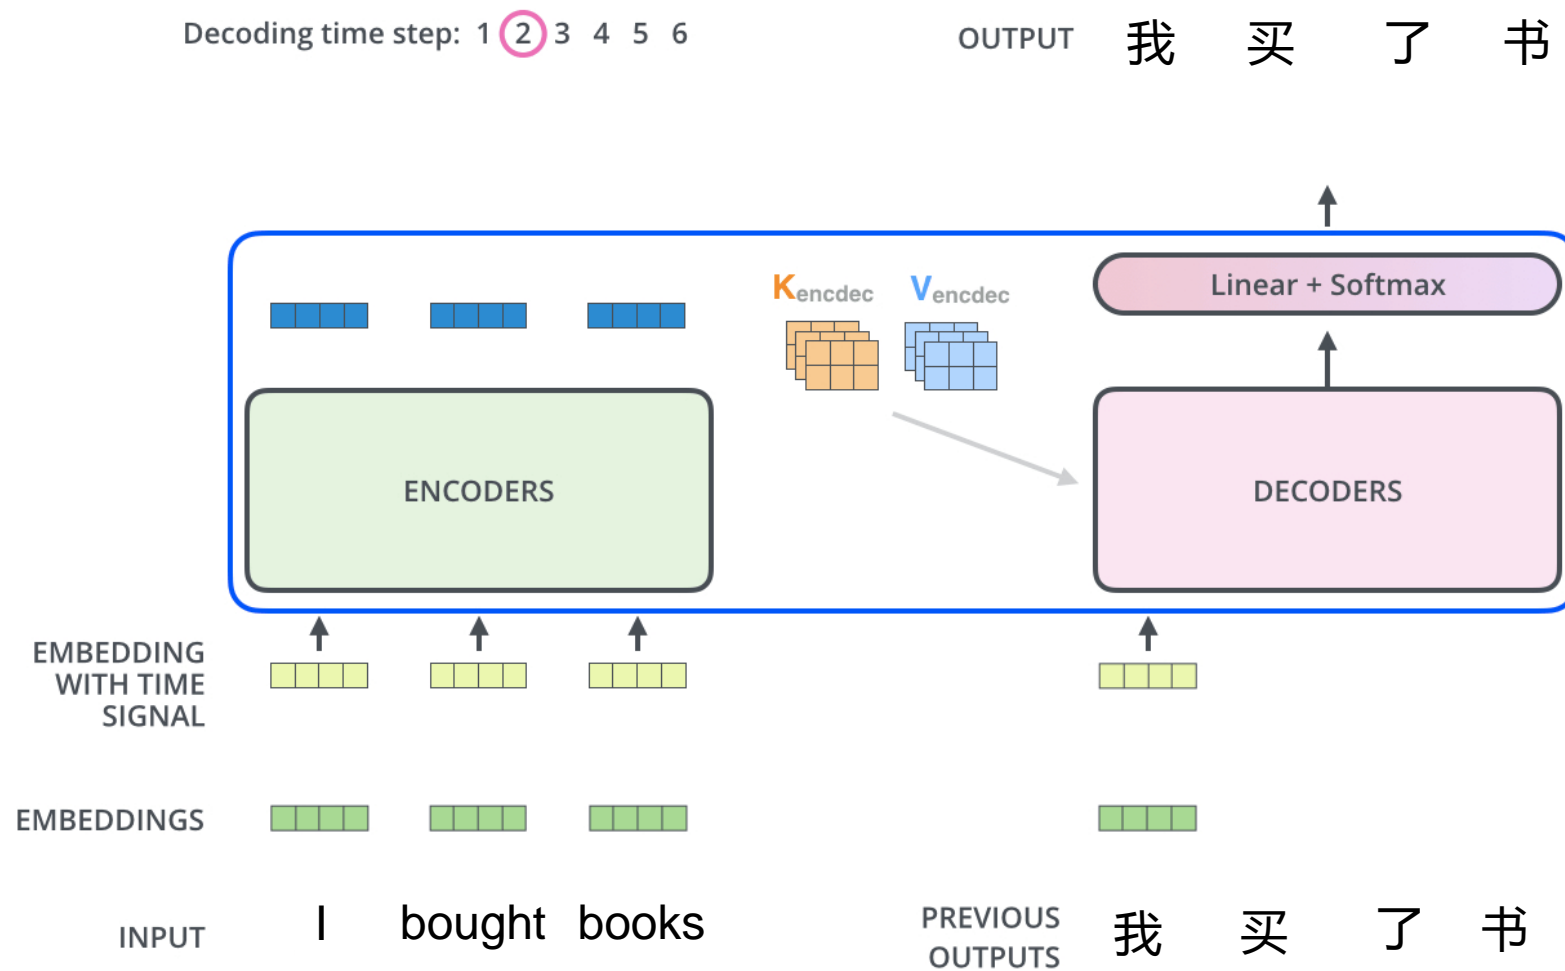 Decoding time step: 1 2 3 4 5 6
OUTPUT 我 买 了 书
Kencdec Vencdec
Linear + Softmax
ENCODERS
DECODERS
EMBEDDING
WITH TIME
SIGNAL
EMBEDDINGS
INPUT I bought books
PREVIOUS
OUTPUTS
我 买 了 书